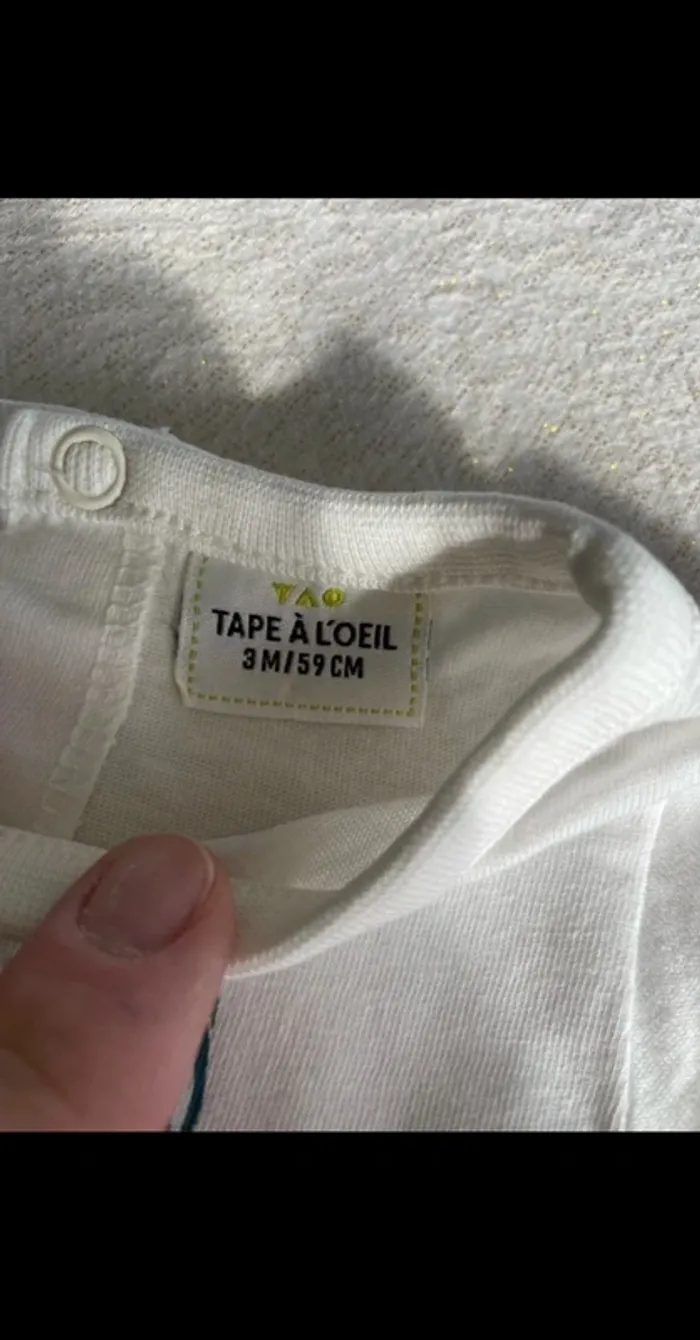 TAO
TAPE À L'OEIL
3M/59CM